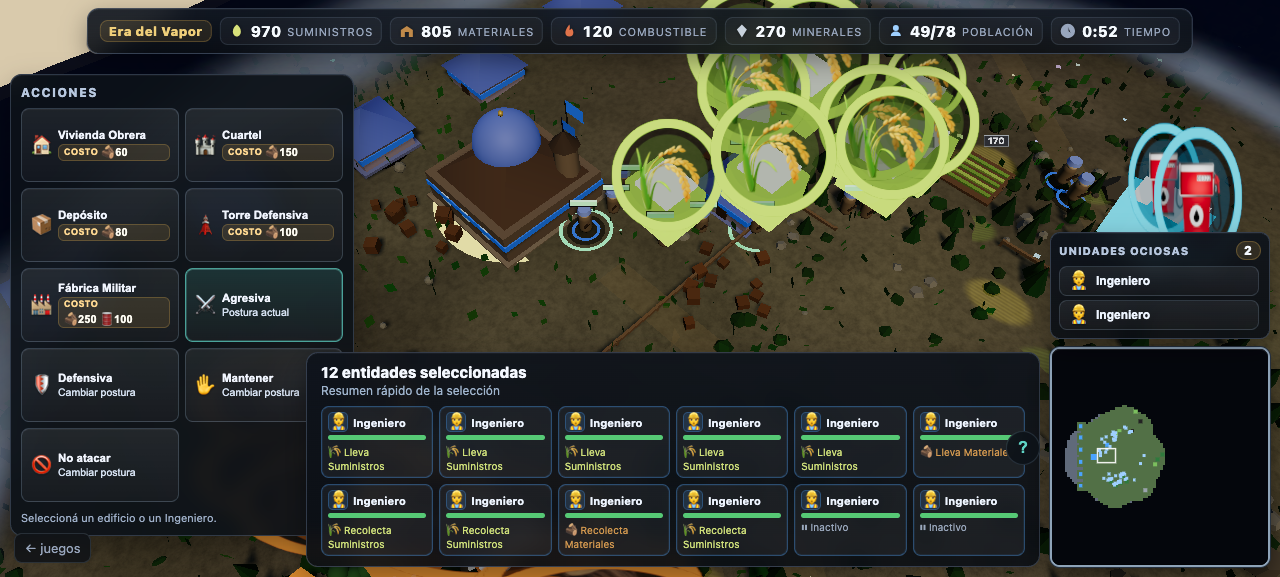 Era del Vapor
970 SUMINISTROS
805 MATERIALES
120 COMBUSTIBLE
270 MINERALES
49/78 POBLACIÓN
0:52 TIEMPO
ACCIONES
Vivienda Obrera
COSTO 60
Cuartel
COSTO 150
Depósito
COSTO 80
Torre Defensiva
COSTO 100
Fábrica Militar
COSTO
250 100
Agresiva
Postura actual
Defensiva
Cambiar postura
Mantener
Cambiar postura
No atacar
Cambiar postura
Seleccioná un edificio o un Ingeniero.
← juegos
170
UNIDADES OCIOSAS 2
Ingeniero
Ingeniero
12 entidades seleccionadas
Resumen rápido de la selección
Ingeniero
Lleva
Suministros
Ingeniero
Lleva
Suministros
Ingeniero
Lleva
Suministros
Ingeniero
Lleva
Suministros
Ingeniero
Lleva
Suministros
Ingeniero
Lleva Materiale
?
Ingeniero
Recolecta
Suministros
Ingeniero
Recolecta
Suministros
Ingeniero
Recolecta
Materiales
Ingeniero
Recolecta
Suministros
Ingeniero
Inactivo
Ingeniero
Inactivo